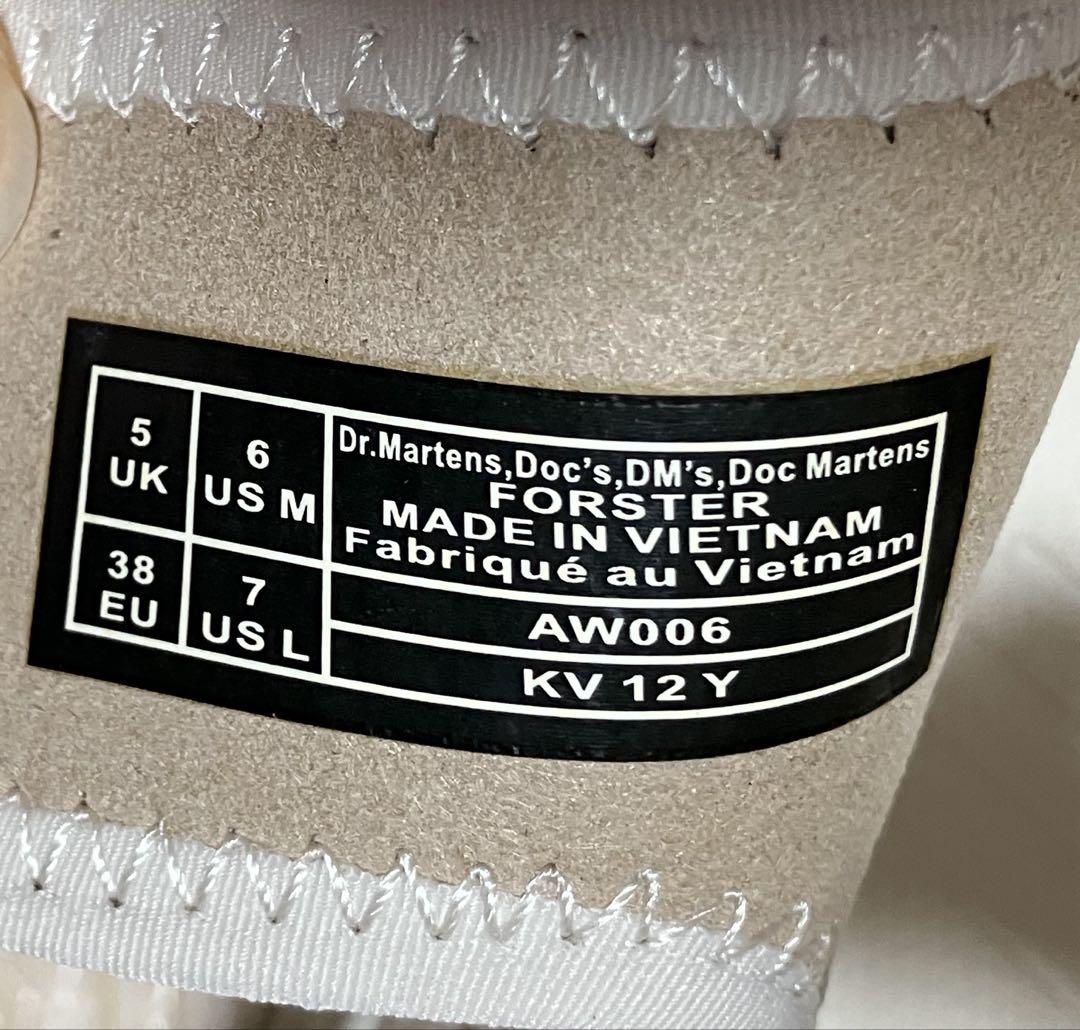 5
UK
6
US M
38
EU
7
US L
Dr.Martens,Doc's,DM's,Doc Martens
FORSTER
MADE IN VIETNAM
Fabriqué au Vietnam
AW006
KV 12 Y